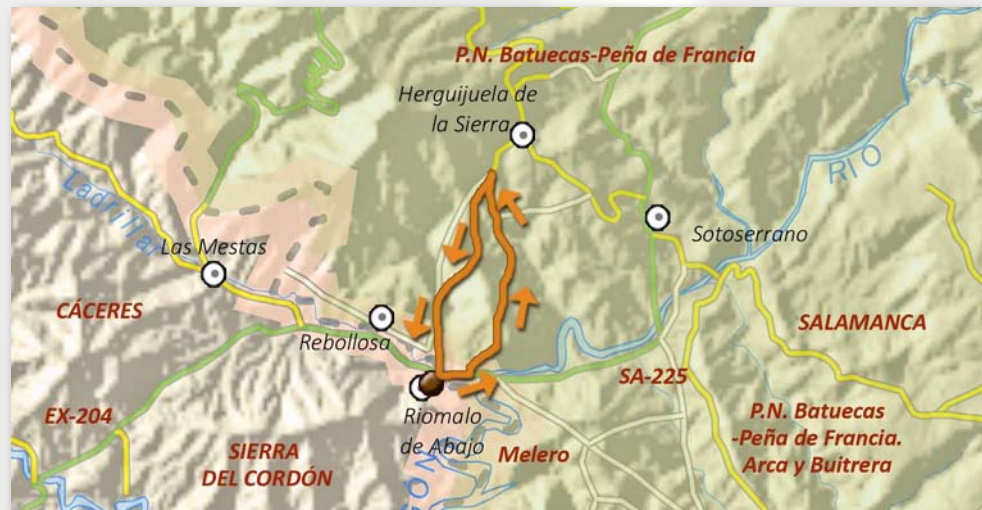 P.N. Batuecas-Peña de Francia
Herguijuela de
la Sierra
RIO
Ladrillar
Las Mestas
Sotoserrano
CÁCERES
SALAMANCA
Rebollosa
SA-225
EX-204
Riomalo
de Abajo
P.N. Batuecas
-Peña de Francia.
Arca y Buitrera
SIERRA
DEL CORDÓN
Melero